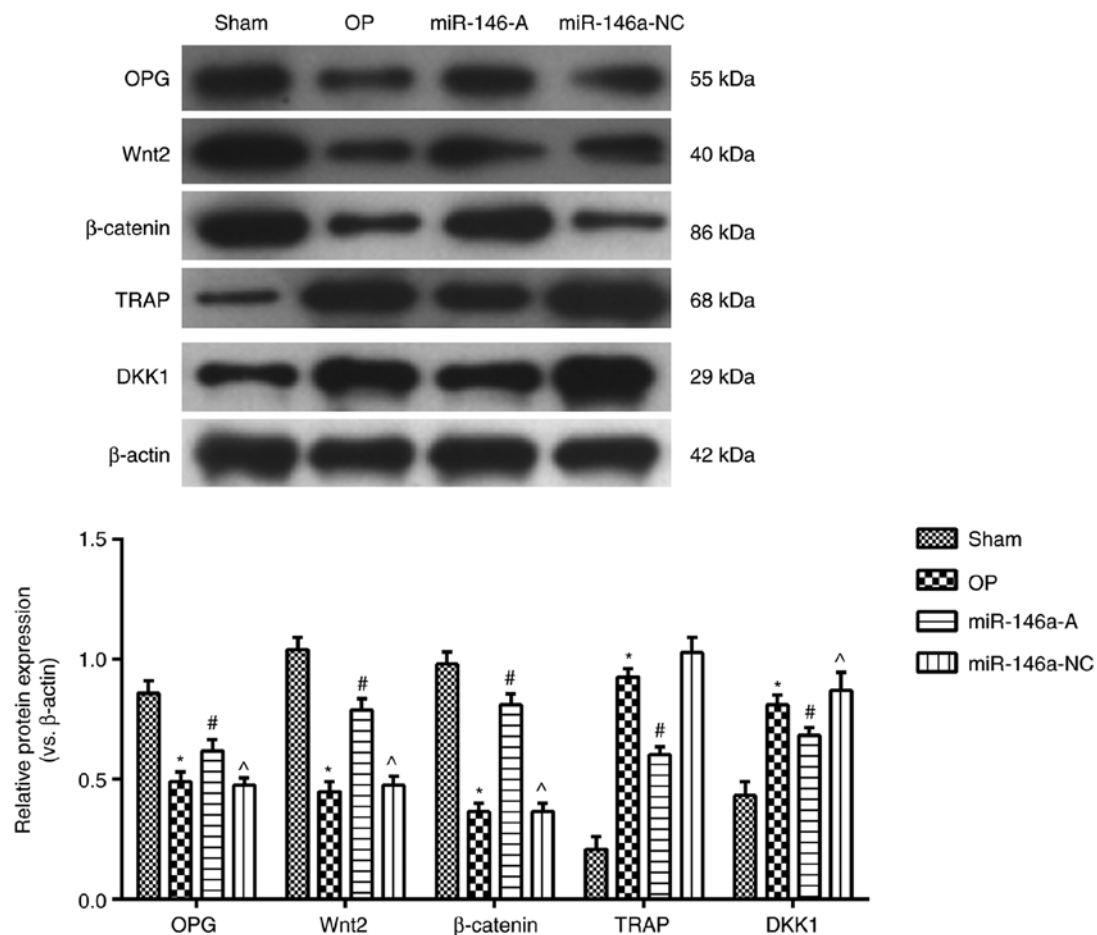 Sham OP miR-146-A miR-146a-NC
OPG 55 kDa
Wnt2 40 kDa
β-catenin 86 kDa
TRAP 68 kDa
DKK1 29 kDa
β-actin 42 kDa
Relative protein expression
(vs. β-actin)
1.5
1.0
0.5
0.0
* # ^
* # ^
* # ^
* #
* # ^
OPG Wnt2 β-catenin TRAP DKK1
Sham
OP
miR-146a-A
miR-146a-NC